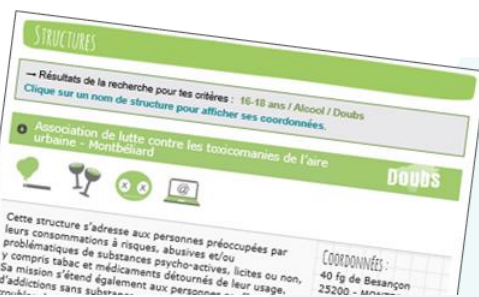 STRUCTURES
→ Résultats de la recherche pour tes critères : 16-18 ans / Alcool / Doubs
Clique sur un nom de structure pour afficher ses coordonnées.
Association de lutte contre les toxicomanies de l'aire
urbaine - Montbéliard
Doubs
@
Cette structure s'adresse aux personnes préoccupées par
leurs consommations à risques, abusives et/ou
problématiques de substances psycho-actives, licites ou non,
y compris tabac et médicaments détournés de leur usage.
Sa mission s'étend également aux personnes
d'addictions sans
COORDONNÉES :
40 fg de Besançon
25200 -